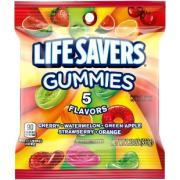 LIFE SAVERS
GUMMIES
5
FLAVORS
CHERRY • WATERMELON • GREEN APPLE
STRAWBERRY • ORANGE